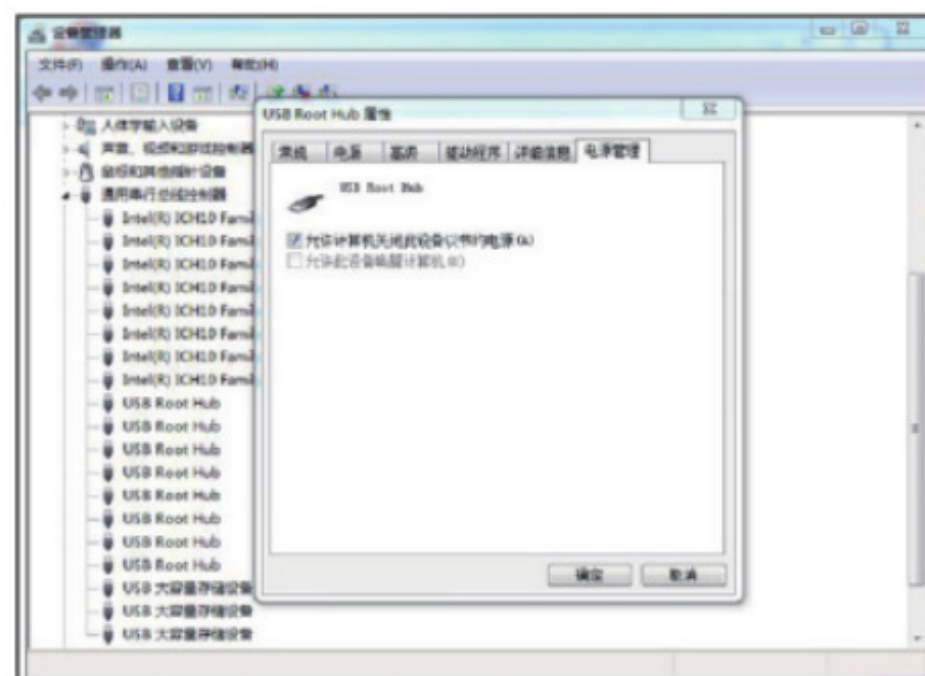 设备管理器
文件(F) 操作(A) 查看(V) 帮助(H)
人体学输入设备
声音、视频和游戏控制器
鼠标和其他指针设备
通用串行总线控制器
Intel(R) ICH10 Famil
Intel(R) ICH10 Famil
Intel(R) ICH10 Famil
Intel(R) ICH10 Famil
Intel(R) ICH10 Famil
Intel(R) ICH10 Famil
Intel(R) ICH10 Famil
Intel(R) ICH10 Famil
USB Root Hub
USB Root Hub
USB Root Hub
USB Root Hub
USB Root Hub
USB Root Hub
USB Root Hub
USB Root Hub
USB 大容量存储设备
USB 大容量存储设备
USB 大容量存储设备
USB Root Hub 属性
常规 电源 高级 驱动程序 详细信息 电源管理
USB Root Hub
允许计算机关闭此设备以节约电源(A)
允许此设备唤醒计算机(O)
确定 取消